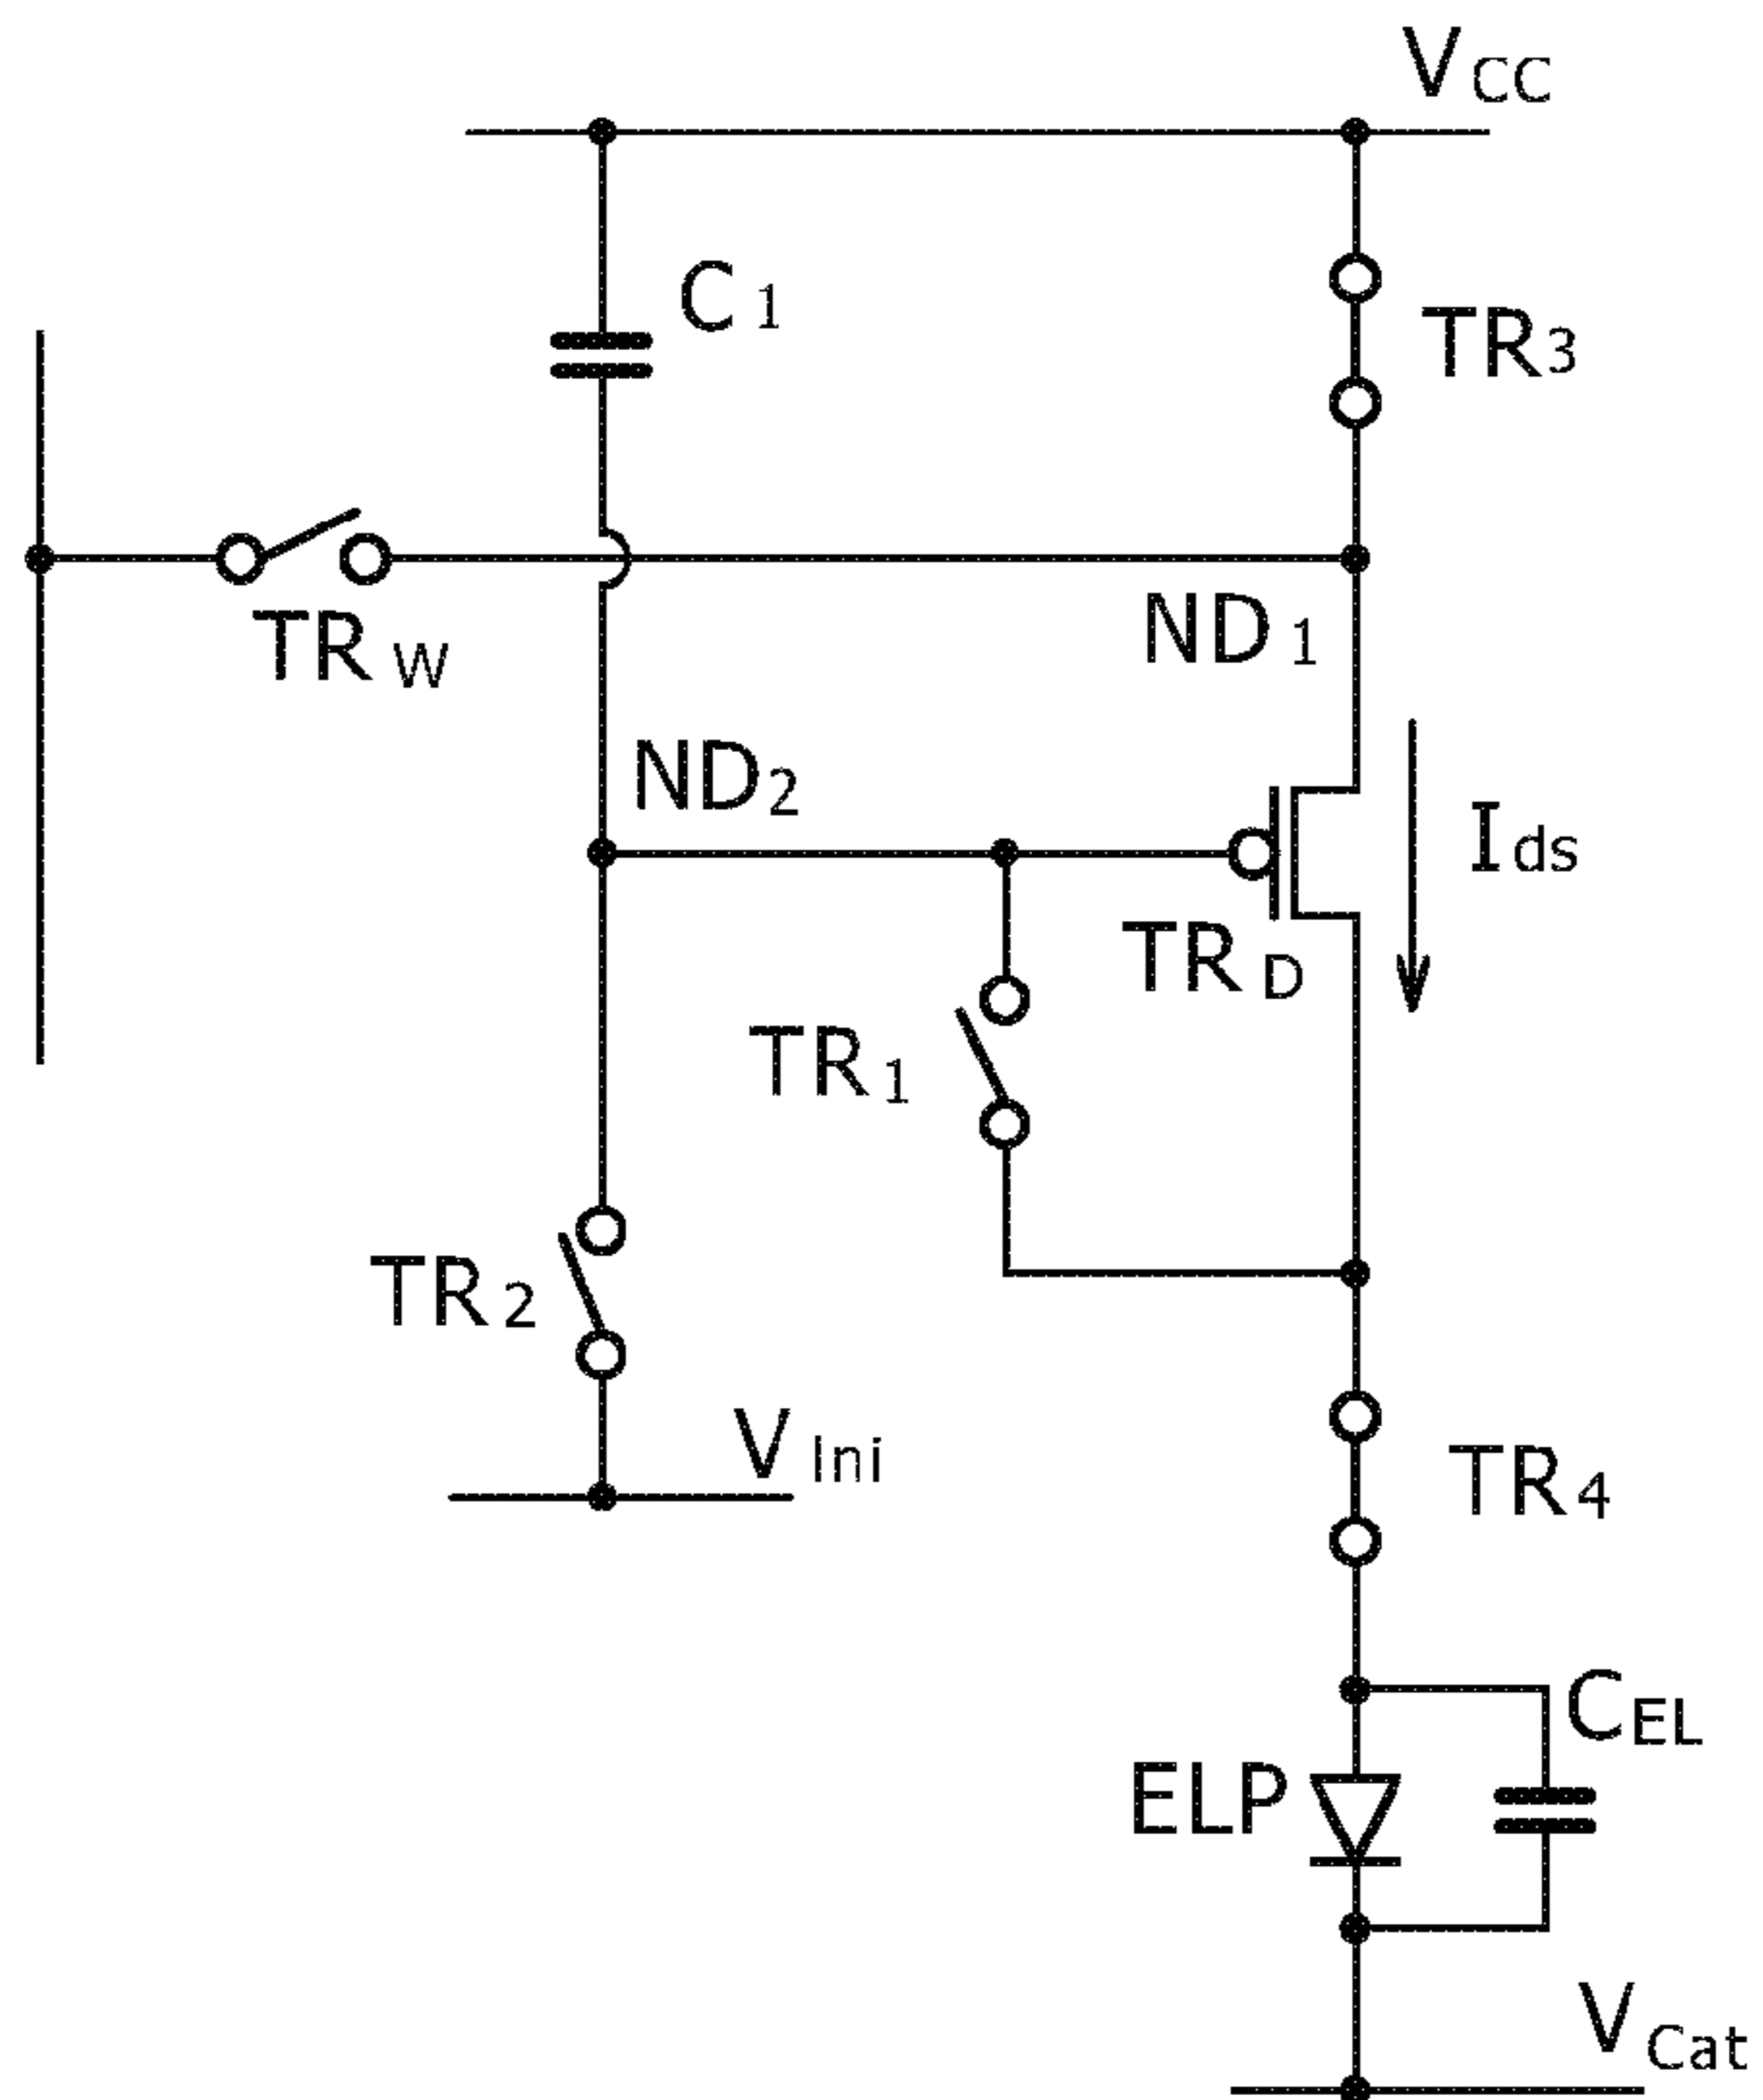 VCC
C1
TR3
TRW
ND1
ND2
Ids
TRD
TR1
TR2
VIni
TR4
CEL
ELP
VCat